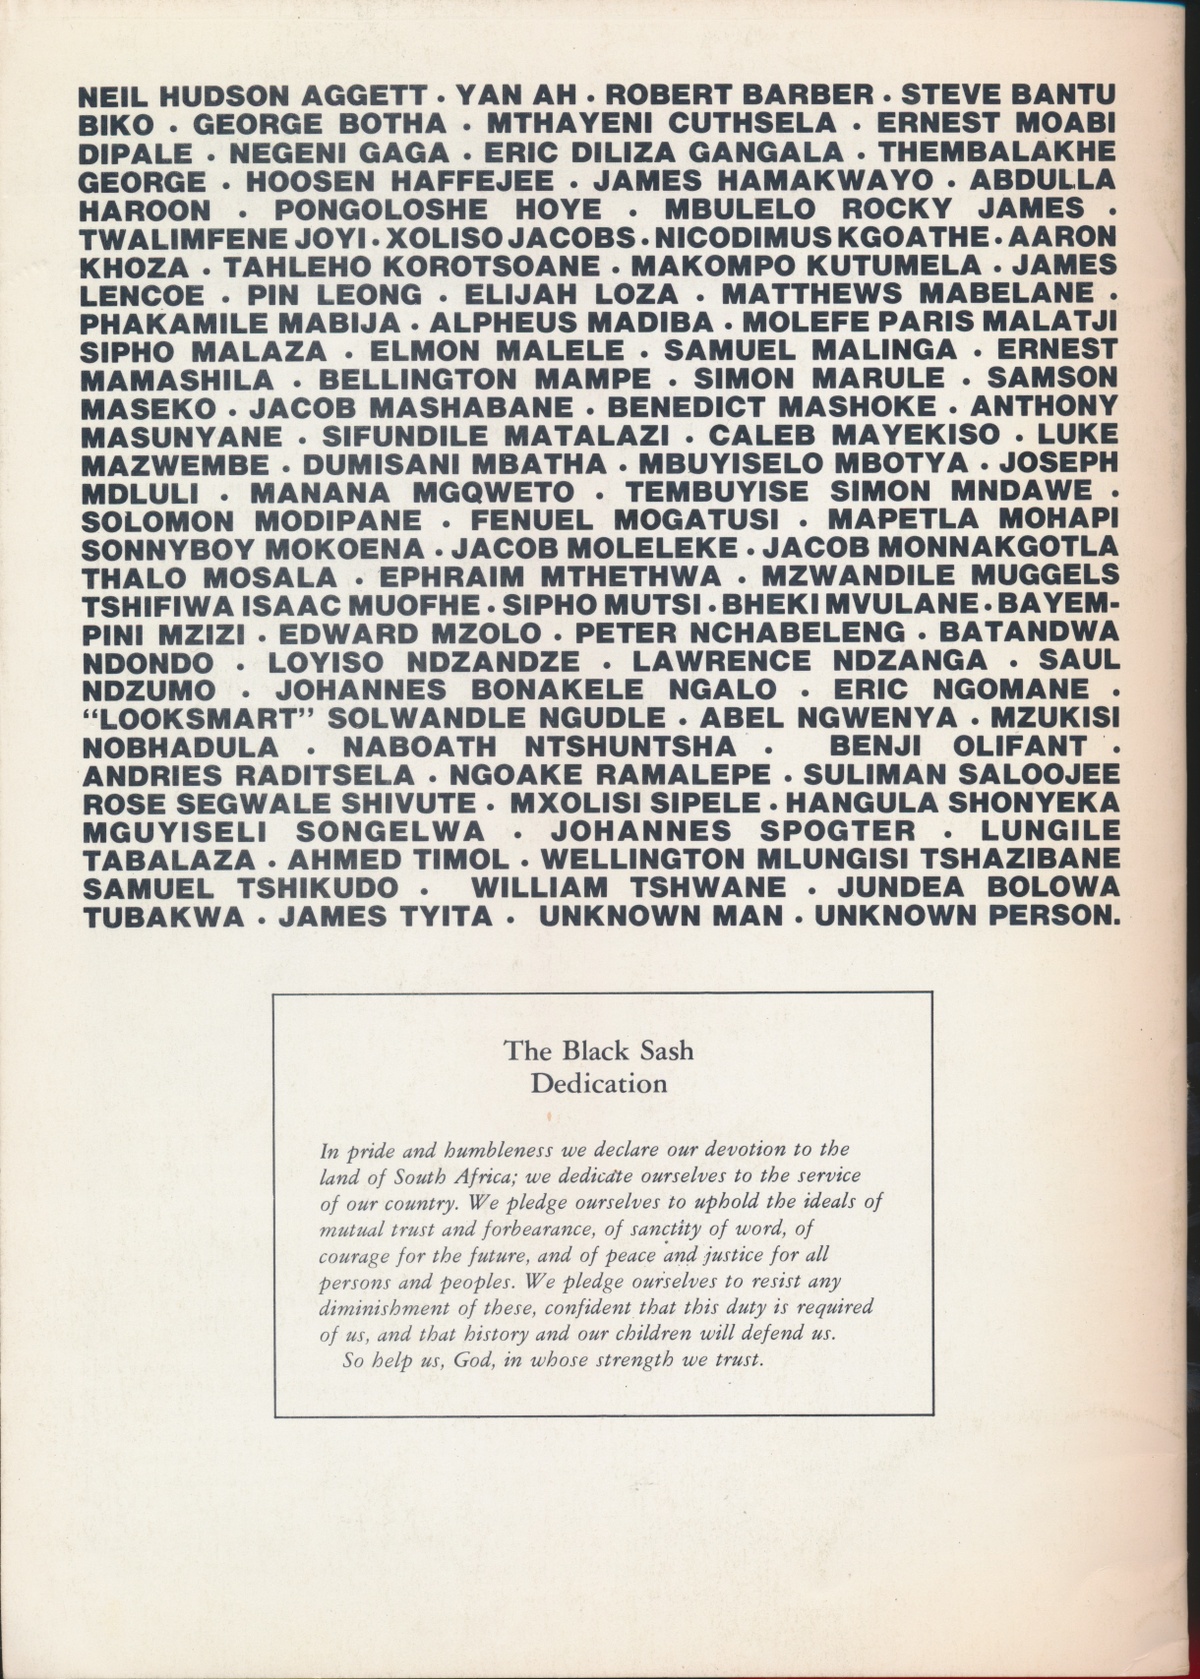 NEIL HUDSON AGGETT · YAN AH · ROBERT BARBER · STEVE BANTU
BIKO · GEORGE BOTHA · MTHAYENI CUTHSELA · ERNEST MOABI
DIPALE · NEGENI GAGA · ERIC DILIZA GANGALA · THEMBALAKHE
GEORGE · HOOSEN HAFFEJEE · JAMES HAMAKWAYO · ABDULLA
HAROON · PONGOLOSHE HOYE · MBULELO ROCKY JAMES ·
TWALIMFENE JOYI · XOLISO JACOBS · NICODIMUS KGOATHE · AARON
KHOZA · TAHLEHO KOROTSOANE · MAKOMPO KUTUMELA · JAMES
LENCOE · PIN LEONG · ELIJAH LOZA · MATTHEWS MABELANE ·
PHAKAMILE MABIJA · ALPHEUS MADIBA · MOLEFE PARIS MALATJI
SIPHO MALAZA · ELMON MALELE · SAMUEL MALINGA · ERNEST
MAMASHILA · BELLINGTON MAMPE · SIMON MARULE · SAMSON
MASEKO · JACOB MASHABANE · BENEDICT MASHOKE · ANTHONY
MASUNYANE · SIFUNDILE MATALAZI · CALEB MAYEKISO · LUKE
MAZWEMBE · DUMISANI MBATHA · MBUYISELO MBOTYA · JOSEPH
MDLULI · MANANA MGQWETO · TEMBUYISE SIMON MNDAWE ·
SOLOMON MODIPANE · FENUEL MOGATUSI · MAPETLA MOHAPI
SONNYBOY MOKOENA · JACOB MOLELEKE · JACOB MONNAKGOTLA
THALO MOSALA · EPHRAIM MTHETHWA · MZWANDILE MUGGELS
TSHIFIWA ISAAC MUOFHE · SIPHO MUTSI · BHEKI MVULANE · BAYEM-
PINI MZIZI · EDWARD MZOLO · PETER NCHABELENG · BATANDWA
NDONDO · LOYISO NDZANDZE · LAWRENCE NDZANGA · SAUL
NDZUMO · JOHANNES BONAKELE NGALO · ERIC NGOMANE ·
“LOOKSMART” SOLWANDLE NGUDLE · ABEL NGWENYA · MZUKISI
NOBHADULA · NABOATH NTSHUNTSHA · BENJI OLIFANT ·
ANDRIES RADITSELA · NGOAKE RAMALEPE · SULIMAN SALOOJEE
ROSE SEGWALE SHIVUTE · MXOLISI SIPELE · HANGULA SHONYEKA
MGUYISELI SONGELWA · JOHANNES SPOGTER · LUNGILE
TABALAZA · AHMED TIMOL · WELLINGTON MLUNGISI TSHAZIBANE
SAMUEL TSHIKUDO · WILLIAM TSHWANE · JUNDEA BOLOWA
TUBAKWA · JAMES TYITA · UNKNOWN MAN · UNKNOWN PERSON.
The Black Sash
Dedication
In pride and humbleness we declare our devotion to the
land of South Africa; we dedicate ourselves to the service
of our country. We pledge ourselves to uphold the ideals of
mutual trust and forbearance, of sanctity of word, of
courage for the future, and of peace and justice for all
persons and peoples. We pledge ourselves to resist any
diminishment of these, confident that this duty is required
of us, and that history and our children will defend us.
So help us, God, in whose strength we trust.